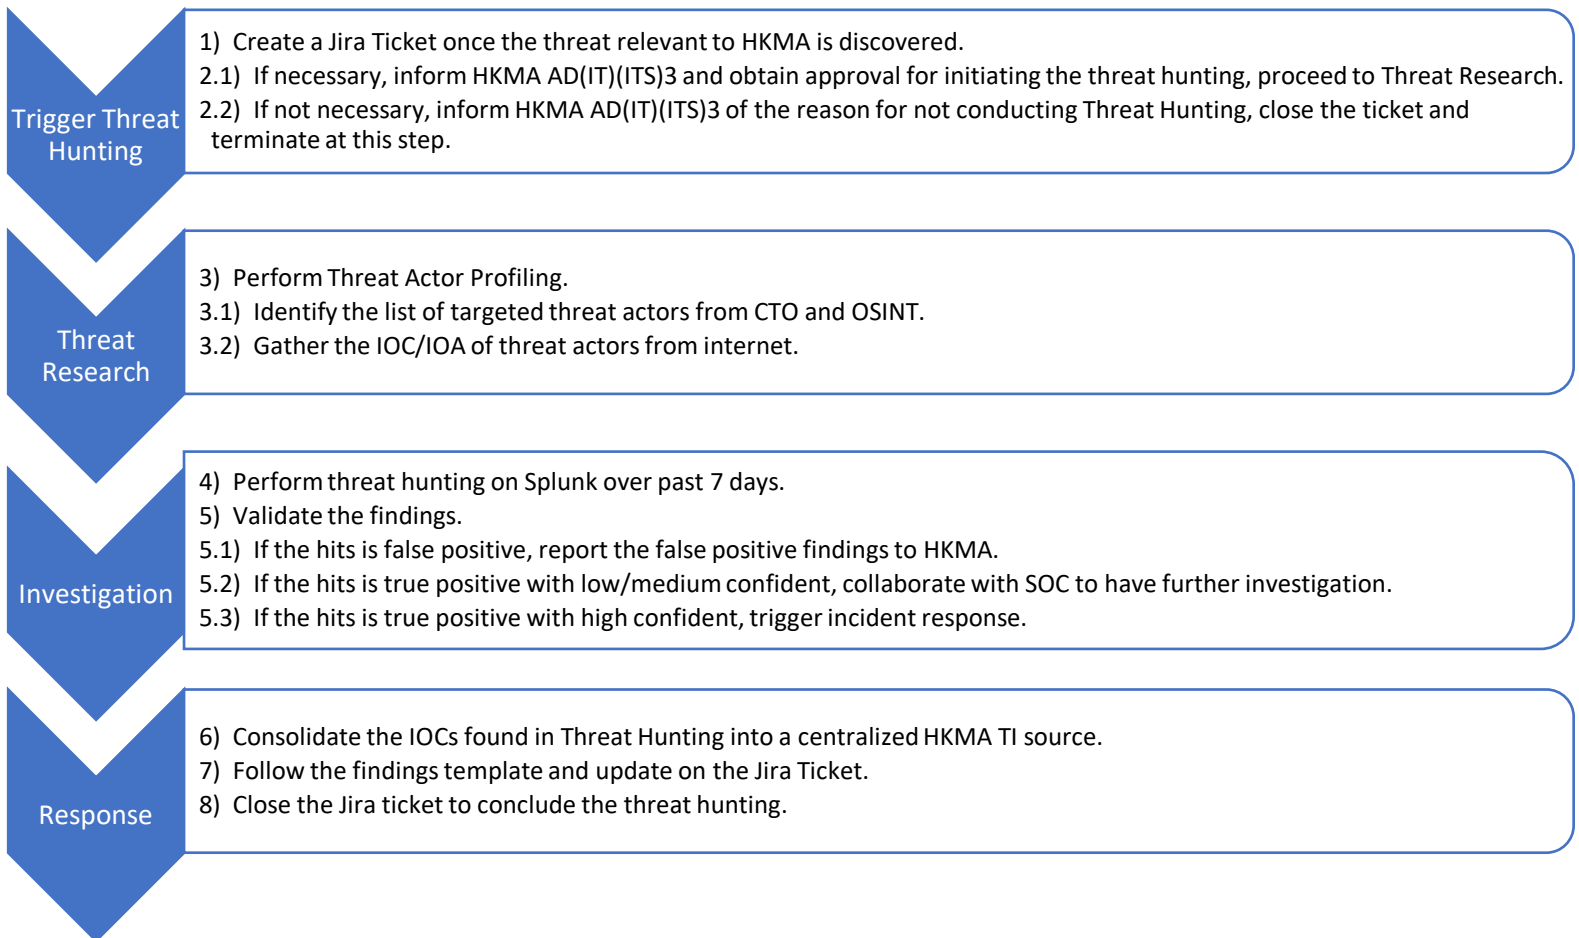 Trigger Threat
Hunting
1) Create a Jira Ticket once the threat relevant to HKMA is discovered.
2.1) If necessary, inform HKMA AD(IT)(ITS)3 and obtain approval for initiating the threat hunting, proceed to Threat Research.
2.2) If not necessary, inform HKMA AD(IT)(ITS)3 of the reason for not conducting Threat Hunting, close the ticket and
terminate at this step.
Threat
Research
3) Perform Threat Actor Profiling.
3.1) Identify the list of targeted threat actors from CTO and OSINT.
3.2) Gather the IOC/IOA of threat actors from internet.
Investigation
4) Perform threat hunting on Splunk over past 7 days.
5) Validate the findings.
5.1) If the hits is false positive, report the false positive findings to HKMA.
5.2) If the hits is true positive with low/medium confident, collaborate with SOC to have further investigation.
5.3) If the hits is true positive with high confident, trigger incident response.
Response
6) Consolidate the IOCs found in Threat Hunting into a centralized HKMA TI source.
7) Follow the findings template and update on the Jira Ticket.
8) Close the Jira ticket to conclude the threat hunting.